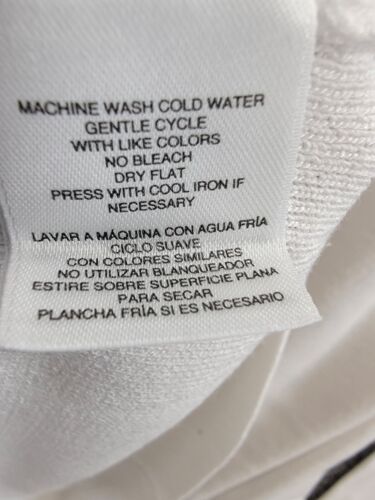 MACHINE WASH COLD WATER
GENTLE CYCLE
WITH LIKE COLORS
NO BLEACH
DRY FLAT
PRESS WITH COOL IRON IF
NECESSARY
LAVAR A MÁQUINA CON AGUA FRÍA
CICLO SUAVE
CON COLORES SIMILARES
NO UTILIZAR BLANQUEADOR
ESTIRE SOBRE SUPERFICIE PLANA
PARA SECAR
PLANCHA FRÍA SI ES NECESARIO